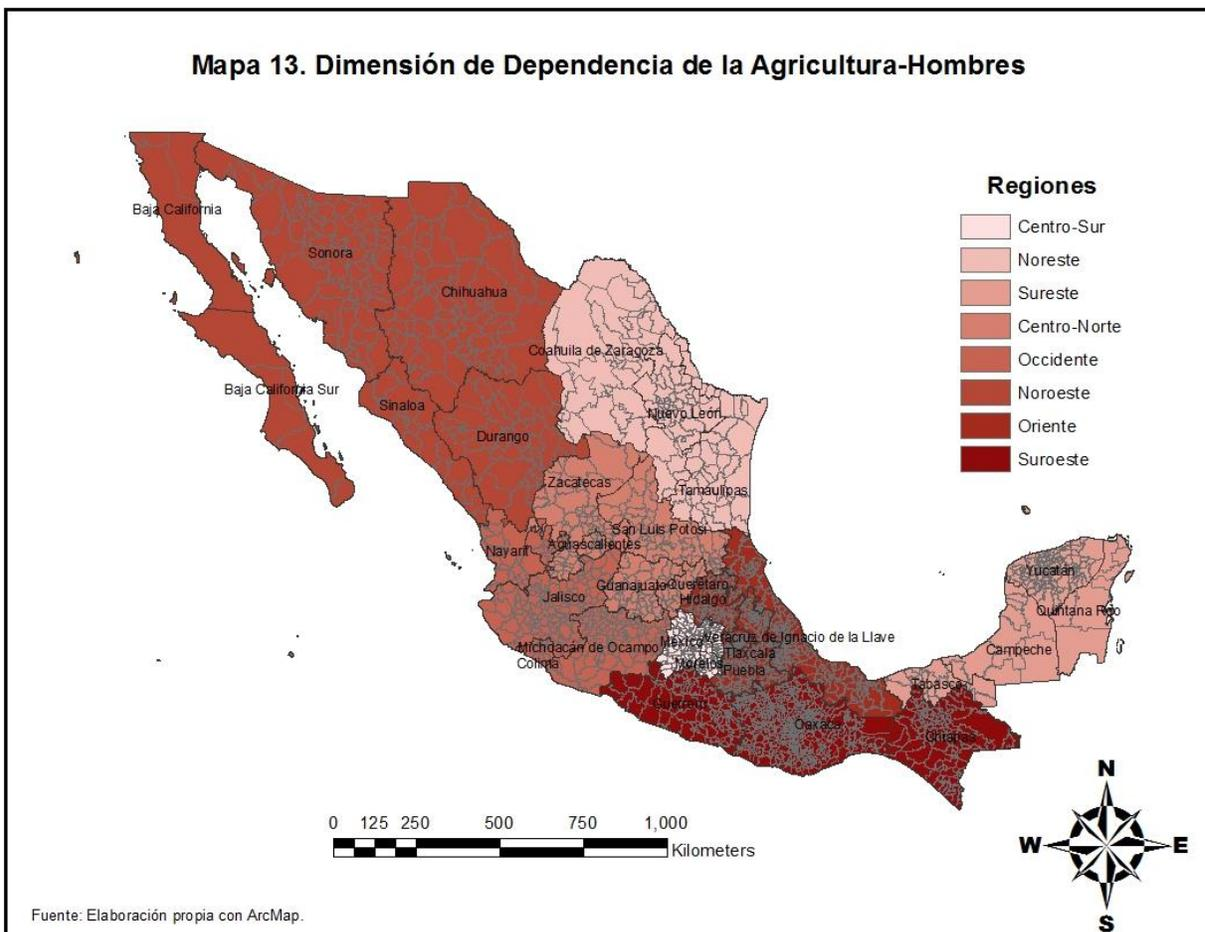 Mapa 13. Dimensión de Dependencia de la Agricultura-Hombres
Regiones
Centro-Sur
Noreste
Sureste
Centro-Norte
Occidente
Noroeste
Oriente
Suroeste
Baja California
Sonora
Chihuahua
Coahuila de Zaragoza
Baja California Sur
Sinaloa
Nuevo León
Durango
Zacatecas
Tamaulipas
San Luis Potosí
Nayarit
Aguascalientes
Guanajuato
Querétaro
Jalisco
Hidalgo
Yucatán
Quintana Roo
Michoacán de Ocampo
México
Veracruz de Ignacio de la Llave
Colima
Tlaxcala
Morelos
Puebla
Campeche
Tabasco
Guerrero
Oaxaca
Chiapas
0 125 250 500 750 1,000
Kilometers
N
W
E
S
Fuente: Elaboración propia con ArcMap.